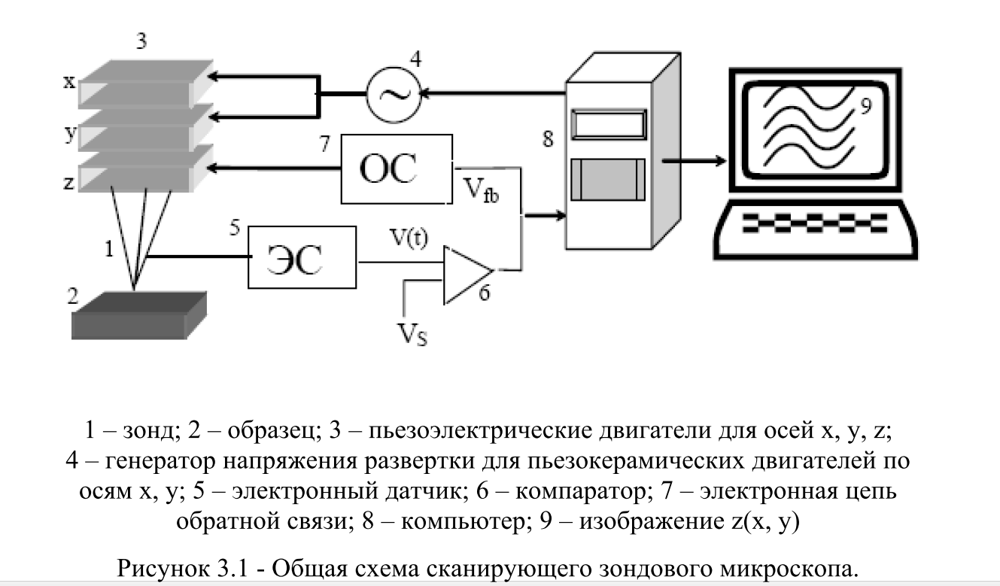 3
4
x
9
y
7
8
ОС
z
Vfb
5
V(t)
1
ЭС
2
6
VS
1 – зонд; 2 – образец; 3 – пьезоэлектрические двигатели для осей x, y, z;
4 – генератор напряжения развертки для пьезокерамических двигателей по
осям x, y; 5 – электронный датчик; 6 – компаратор; 7 – электронная цепь
обратной связи; 8 – компьютер; 9 – изображение z(x, y)
Рисунок 3.1 - Общая схема сканирующего зондового микроскопа.